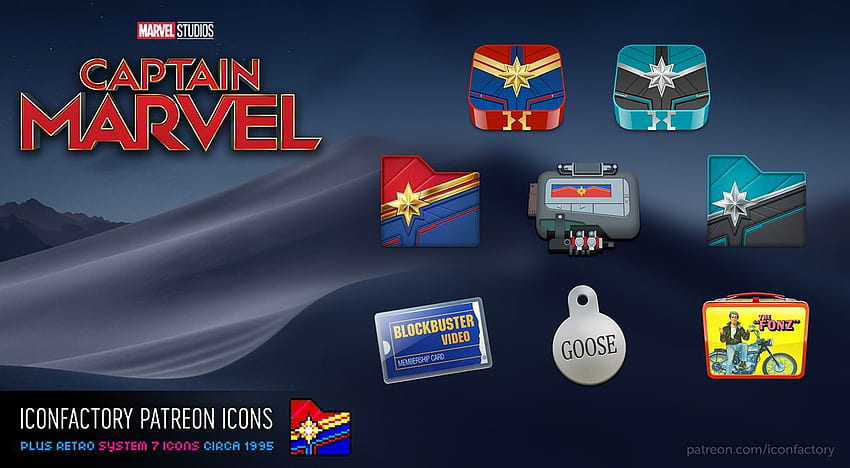 MARVEL STUDIOS
CAPTAIN
MARVEL
BLOCKBUSTER
VIDEO
MEMBERSHIP CARD
GOOSE
THE
"FONZ"
ICONFACTORY PATREON ICONS
PLUS RETRO SYSTEM 7 ICONS CIRCA 1995
patreon.com/iconfactory